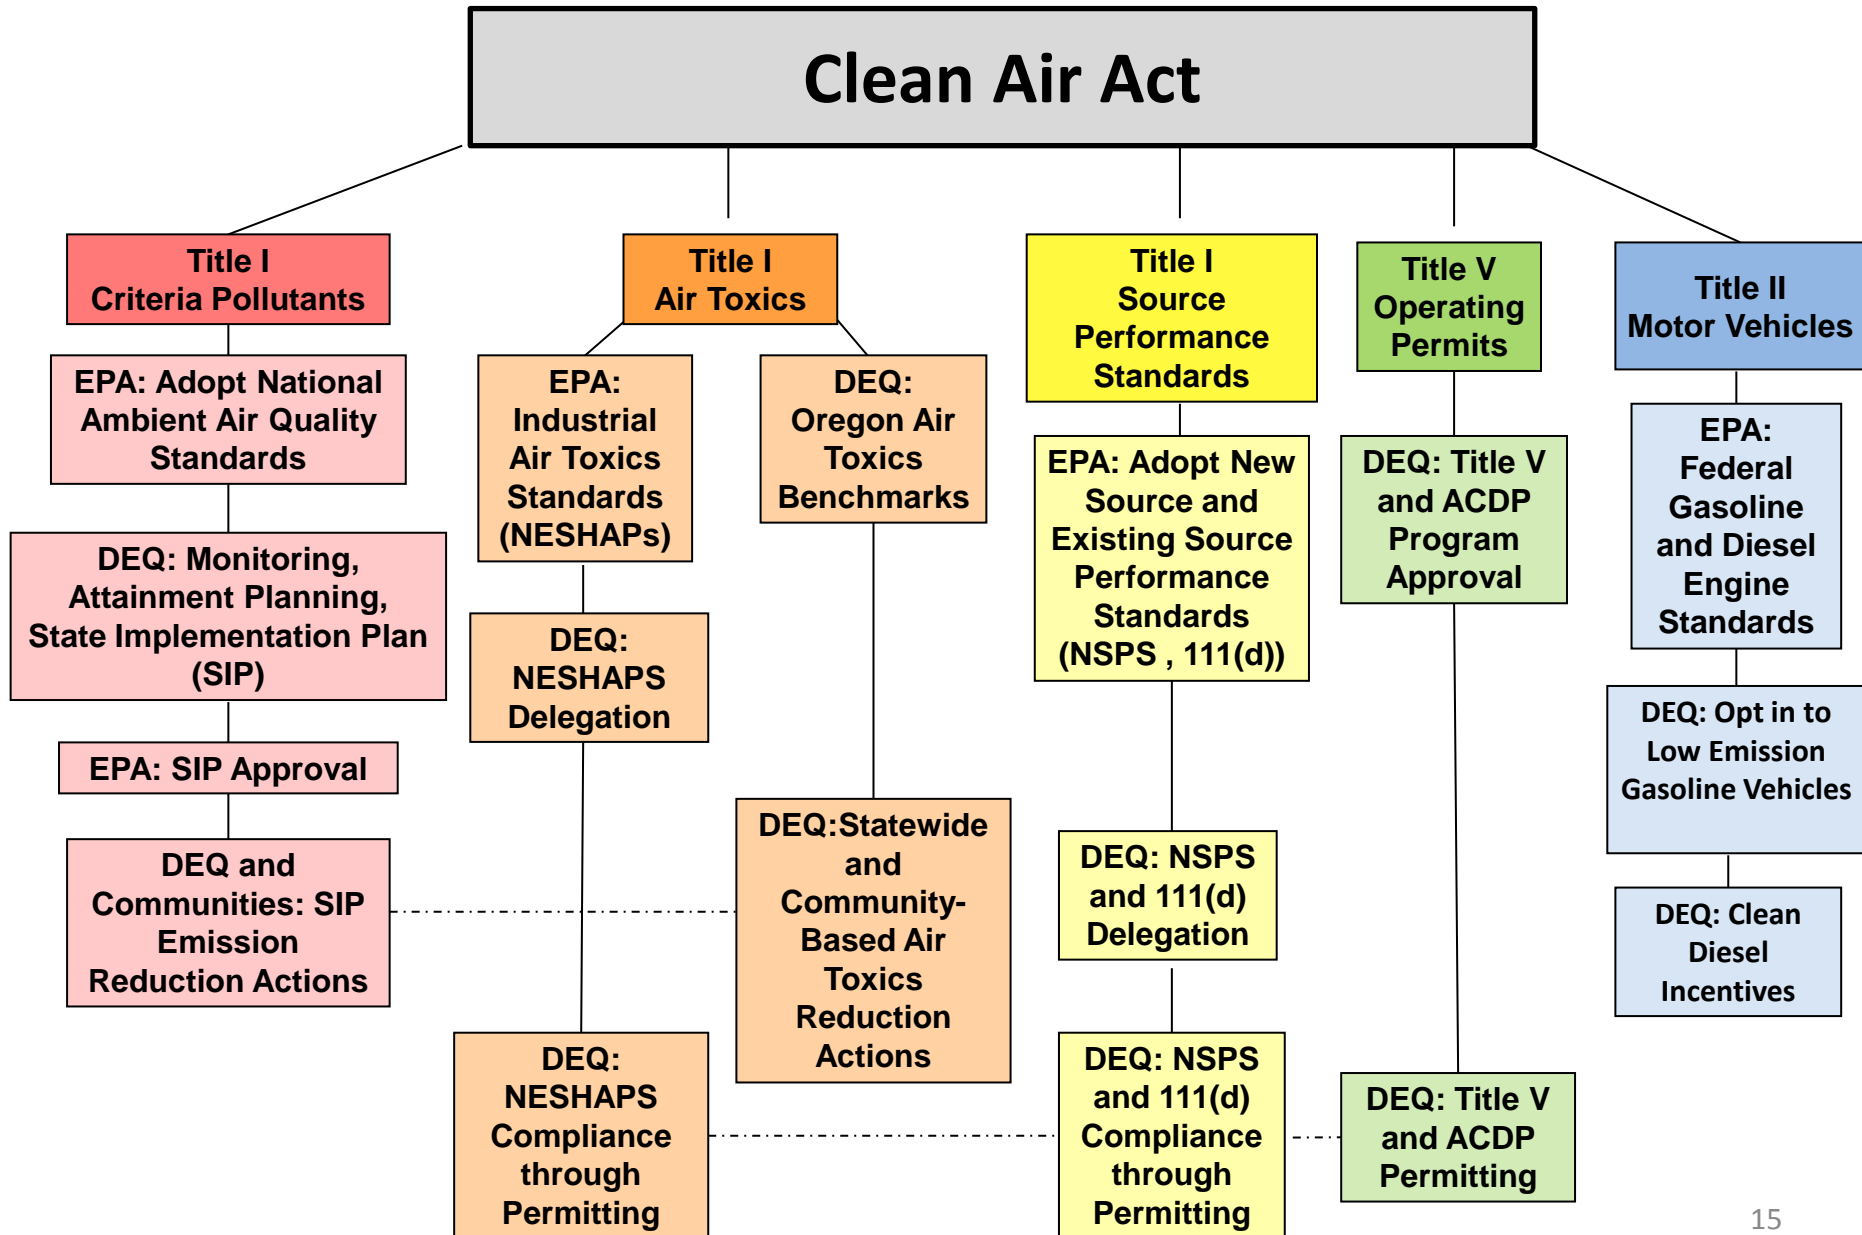 Clean Air Act
Title I
Criteria Pollutants
EPA: Adopt National
Ambient Air Quality
Standards
DEQ: Monitoring,
Attainment Planning,
State Implementation Plan
(SIP)
EPA: SIP Approval
DEQ and
Communities: SIP
Emission
Reduction Actions
Title I
Air Toxics
EPA:
Industrial
Air Toxics
Standards
(NESHAPs)
DEQ:
NESHAPS
Delegation
DEQ:
NESHAPS
Compliance
through
Permitting
DEQ:
Oregon Air
Toxics
Benchmarks
DEQ:Statewide
and
Community-
Based Air
Toxics
Reduction
Actions
Title I
Source
Performance
Standards
EPA: Adopt New
Source and
Existing Source
Performance
Standards
(NSPS , 111(d))
DEQ: NSPS
and 111(d)
Delegation
DEQ: NSPS
and 111(d)
Compliance
through
Permitting
Title V
Operating
Permits
DEQ: Title V
and ACDP
Program
Approval
DEQ: Title V
and ACDP
Permitting
Title II
Motor Vehicles
EPA:
Federal
Gasoline
and Diesel
Engine
Standards
DEQ: Opt in to
Low Emission
Gasoline Vehicles
DEQ: Clean
Diesel
Incentives
15